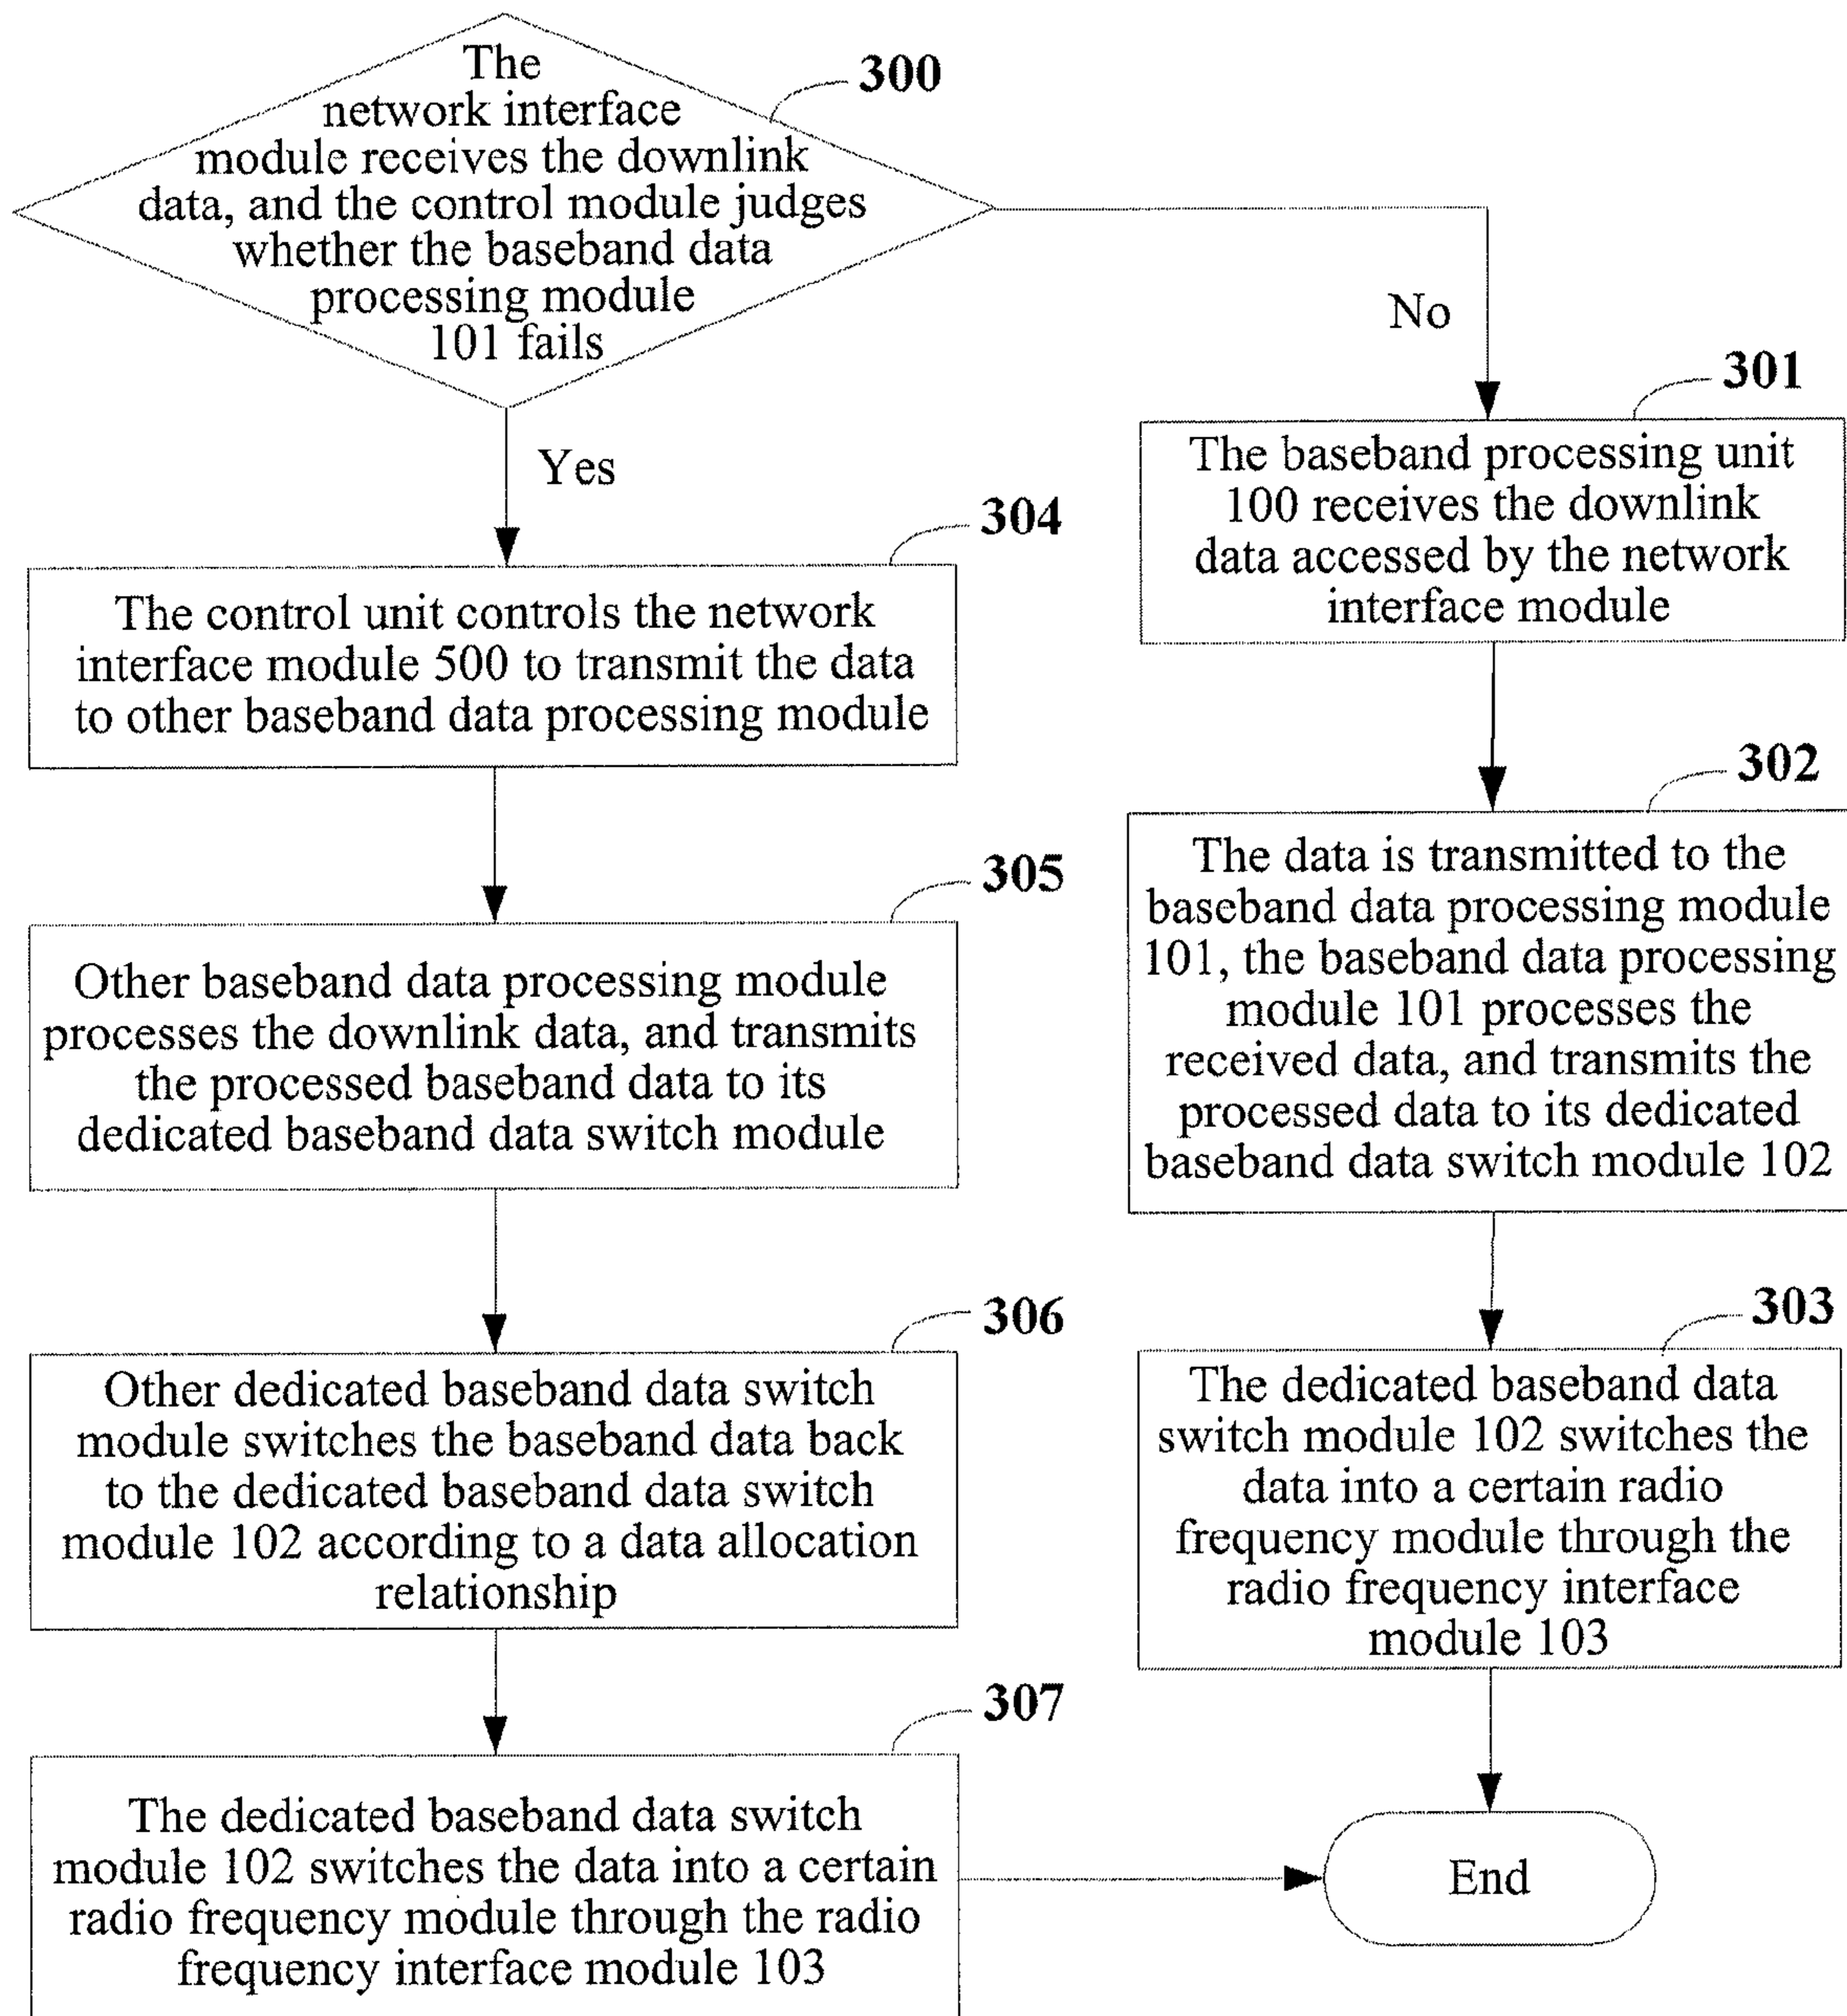 The
network interface
module receives the downlink
data, and the control module judges
whether the baseband data
processing module
101 fails
300
No
Yes
301
The baseband processing unit
100 receives the downlink
data accessed by the network
interface module
304
The control unit controls the network
interface module 500 to transmit the data
to other baseband data processing module
302
The data is transmitted to the
baseband data processing module
101, the baseband data processing
module 101 processes the
received data, and transmits the
processed data to its dedicated
baseband data switch module 102
305
Other baseband data processing module
processes the downlink data, and transmits
the processed baseband data to its
dedicated baseband data switch module
303
The dedicated baseband data
switch module 102 switches the
data into a certain radio
frequency module through the
radio frequency interface
module 103
306
Other dedicated baseband data switch
module switches the baseband data back
to the dedicated baseband data switch
module 102 according to a data allocation
relationship
307
The dedicated baseband data switch
module 102 switches the data into a certain
radio frequency module through the radio
frequency interface module 103
End